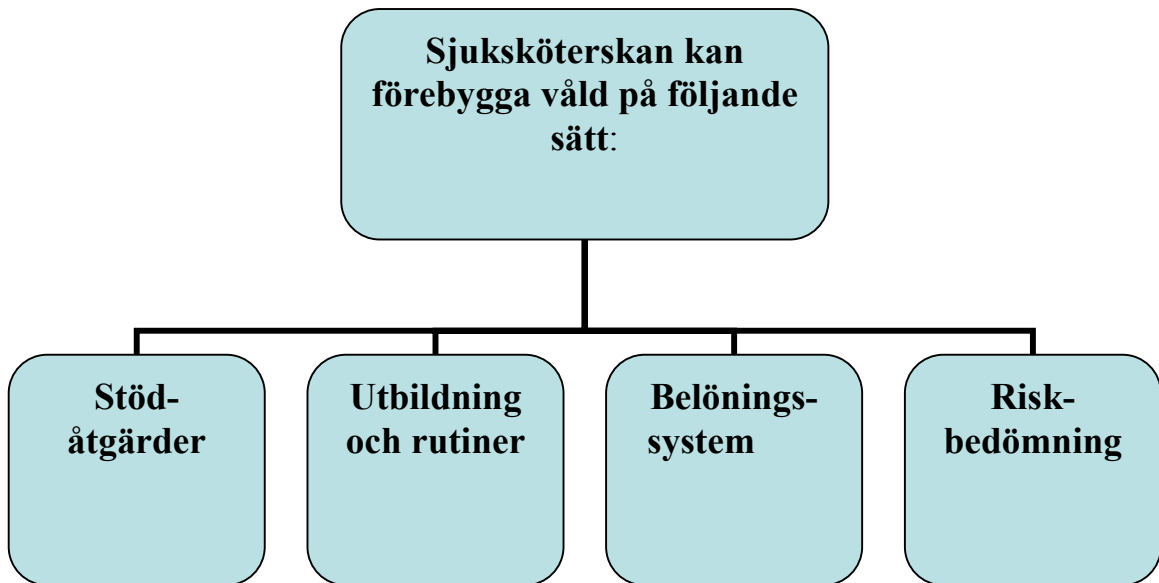 Sjuksköterskan kan
förebygga våld på följande
sätt:
Stöd-
åtgärder
Utbildning
och rutiner
Belönings-
system
Risk-
bedömning